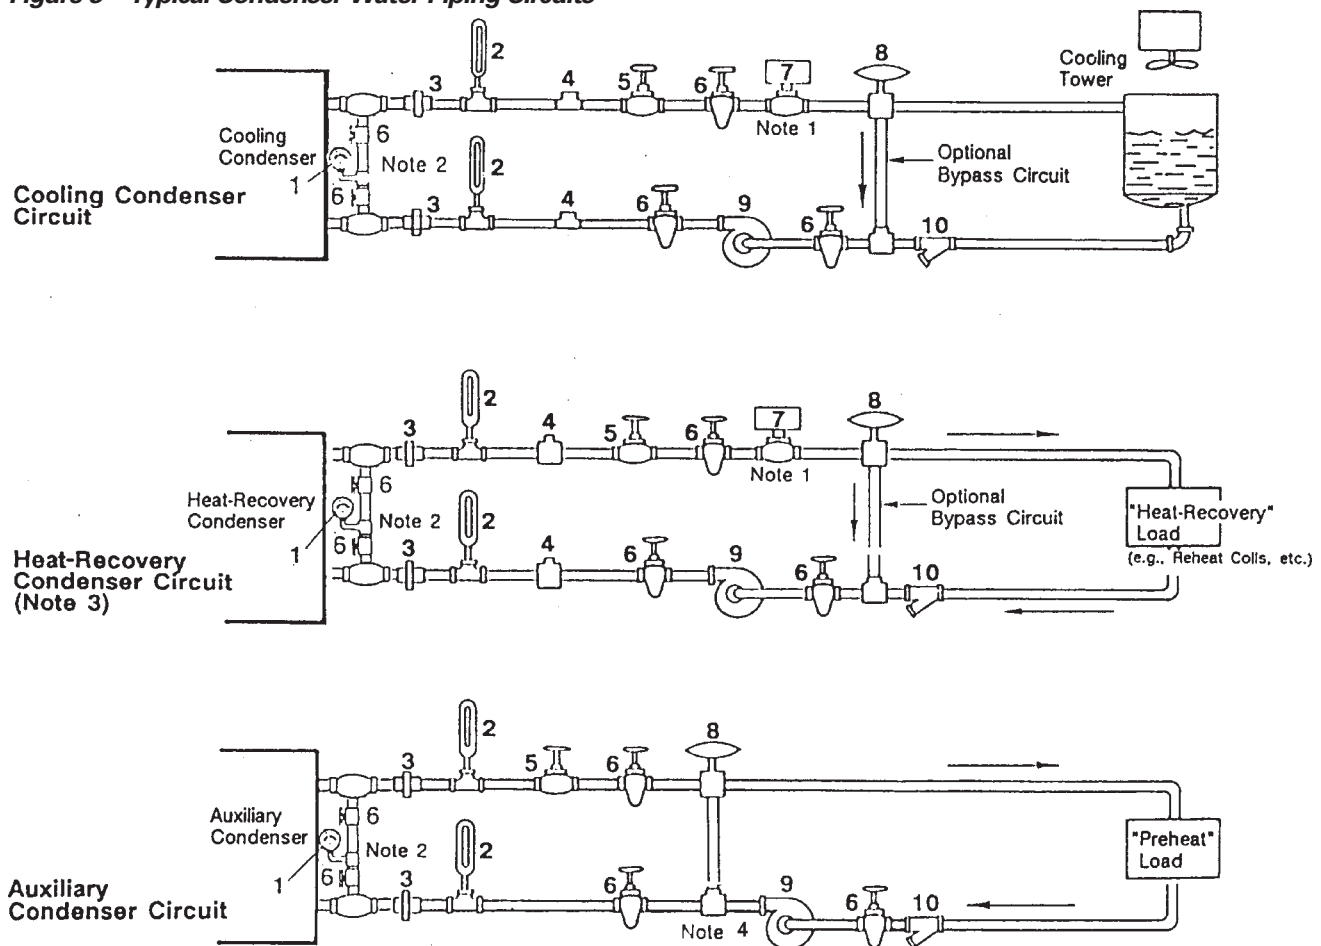 Figure 3 – Typical Condenser Water Piping Circuits
Cooling
Tower
2
8
3
4
5
6
7
Note 1
Cooling
Condenser
6
Note 2
1
6
2
Optional
Bypass Circuit
Cooling Condenser
Circuit
3
4
6
9
6
10
2
8
3
4
5
6
7
Note 1
Heat-Recovery
Condenser
6
Note 2
1
6
2
Optional
Bypass Circuit
"Heat-Recovery"
Load
(e.g., Reheat Coils, etc.)
Heat-Recovery
Condenser Circuit
(Note 3)
3
4
6
9
6
10
2
8
3
5
6
Auxiliary
Condenser
6
Note 2
1
6
2
"Preheat"
Load
Auxiliary
Condenser Circuit
3
6
Note 4
9
6
10